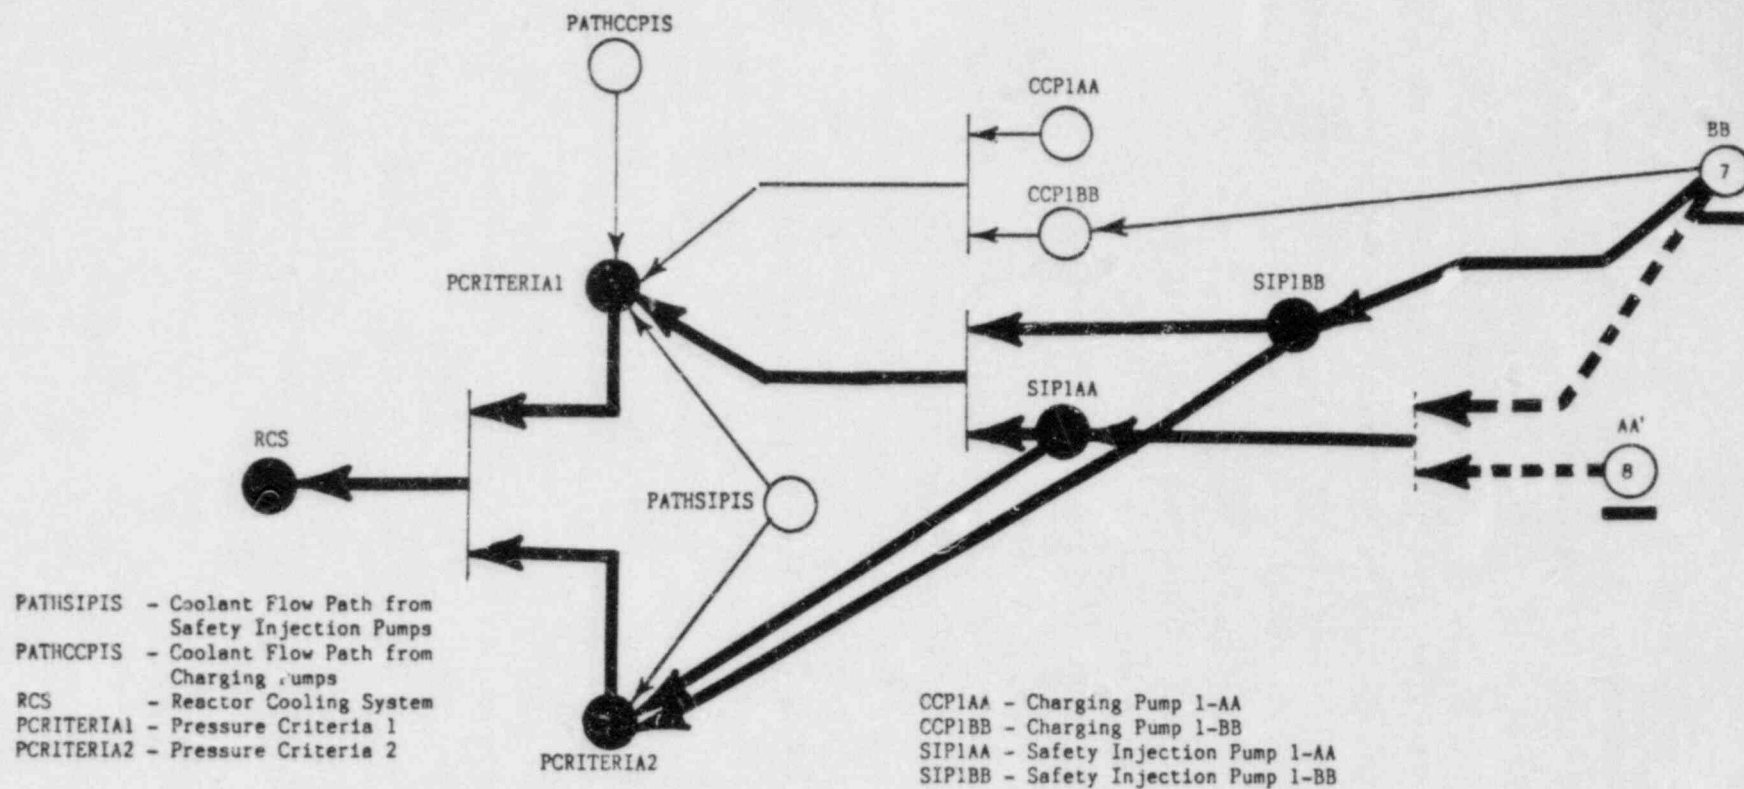 PATHCCPIS
CCP1AA
BB
7
CCP1BB
PCRITERIA1
SIP1BB
SIP1AA
RCS
AA'
8
PATHSIPIS
PATHSIPIS - Coolant Flow Path from
Safety Injection Pumps
PATHCCPIS - Coolant Flow Path from
Charging
RCS - Reactor Cooling System
PCRITERIA1 - Pressure Criteria 1
PCRITERIA2 - Pressure Criteria 2
PCRITERIA2
CCP1AA - Charging Pump 1-AA
CCP1BB - Charging Pump 1-BB
SIP1AA - Safety Injection Pump 1-AA
SIP1BB - Safety Injection Pump 1-BB